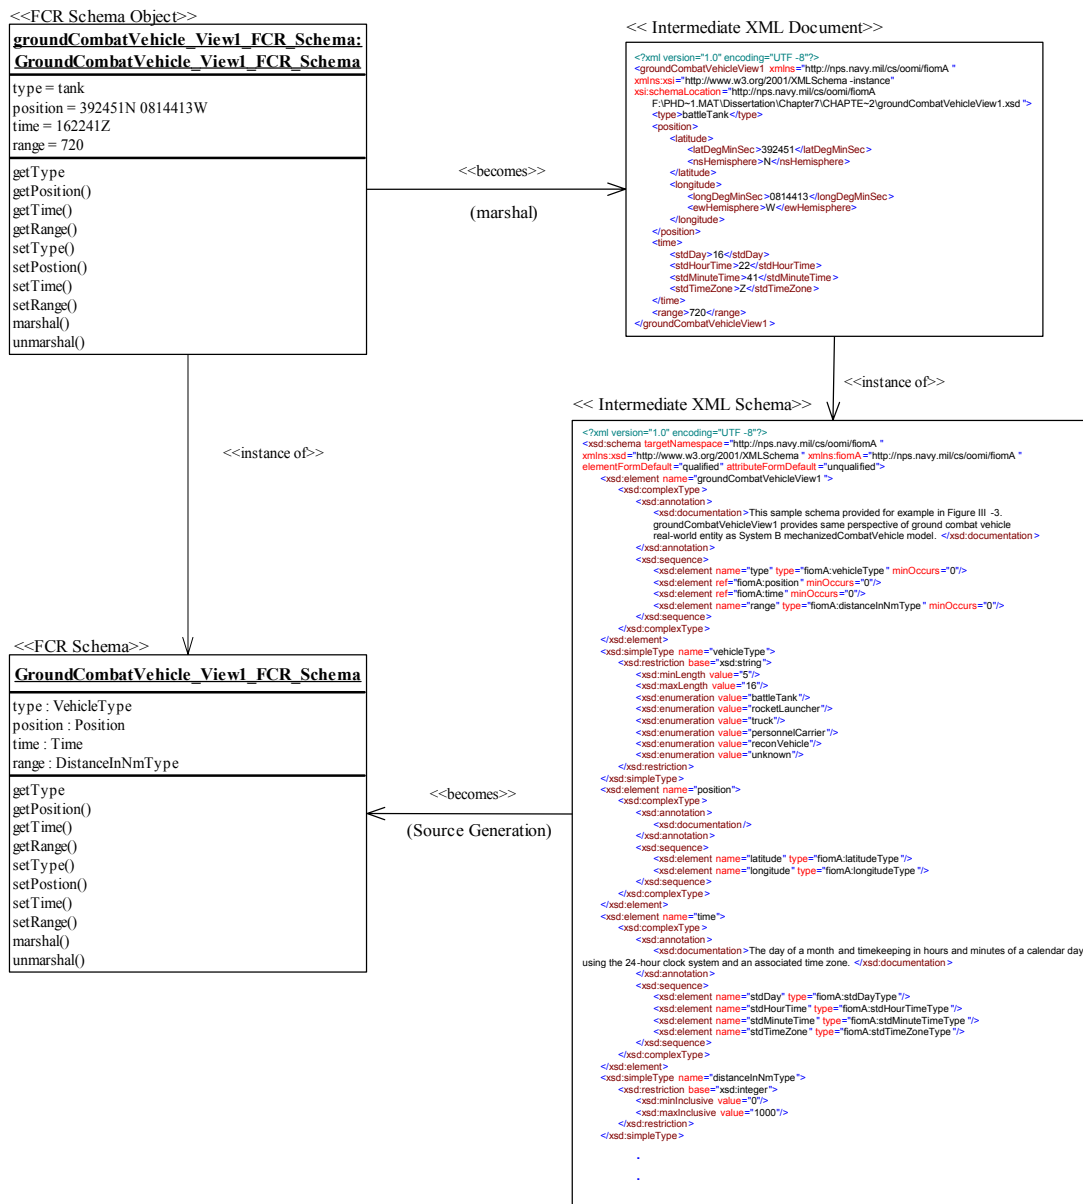 <<FCR Schema Object>>
groundCombatVehicle_View1_FCR_Schema:
GroundCombatVehicle_View1_FCR_Schema
type = tank
position = 392451N 0814413W
time = 162241Z
range = 720
getType
getPosition()
getTime()
getRange()
setType()
setPostion()
setTime()
setRange()
marshal()
unmarshal()
<<becomes>>
(marshal)
<< Intermediate XML Document>>
<?xml version="1.0" encoding="UTF -8"?>
<groundCombatVehicleView1 xmlns="http://nps.navy.mil/cs/oomi/fiomA "
xmlns:xsi="http://www.w3.org/2001/XMLSchema -instance"
xsi:schemaLocation="http://nps.navy.mil/cs/oomi/fiomA
F:\PHD~1.MAT\Dissertation\Chapter7\CHAPTE~2\groundCombatVehicleView1.xsd ">
<type>battleTank</type>
<position>
<latitude>
<latDegMinSec>392451</latDegMinSec>
<nsHemisphere>N</nsHemisphere>
</latitude>
<longitude>
<longDegMinSec>0814413</longDegMinSec>
<ewHemisphere>W</ewHemisphere>
</longitude>
</position>
<time>
<stdDay>16</stdDay>
<stdHourTime>22</stdHourTime>
<stdMinuteTime>41</stdMinuteTime>
<stdTimeZone>Z</stdTimeZone>
</time>
<range>720</range>
</groundCombatVehicleView1 >
<<instance of>>
<<instance of>>
<< Intermediate XML Schema>>
<?xml version="1.0" encoding="UTF -8"?>
<xsd:schema targetNamespace="http://nps.navy.mil/cs/oomi/fiomA "
xmlns:xsd="http://www.w3.org/2001/XMLSchema " xmlns:fiomA="http://nps.navy.mil/cs/oomi/fiomA "
elementFormDefault="qualified" attributeFormDefault="unqualified">
<xsd:element name="groundCombatVehicleView1 ">
<xsd:complexType>
<xsd:annotation>
<xsd:documentation>This sample schema provided for example in Figure III -3.
groundCombatVehicleView1 provides same perspective of ground combat vehicle
real-world entity as System B mechanizedCombatVehicle model. </xsd:documentation>
</xsd:annotation>
<xsd:sequence>
<xsd:element name="type" type="fiomA:vehicleType" minOccurs="0"/>
<xsd:element ref="fiomA:position" minOccurs="0"/>
<xsd:element ref="fiomA:time" minOccurs="0"/>
<xsd:element name="range" type="fiomA:distanceInNmType" minOccurs="0"/>
</xsd:sequence>
</xsd:complexType>
</xsd:element>
<xsd:simpleType name="vehicleType">
<xsd:restriction base="xsd:string">
<xsd:minLength value="5"/>
<xsd:maxLength value="16"/>
<xsd:enumeration value="battleTank"/>
<xsd:enumeration value="rocketLauncher"/>
<xsd:enumeration value="truck"/>
<xsd:enumeration value="personnelCarrier"/>
<xsd:enumeration value="reconVehicle"/>
<xsd:enumeration value="unknown"/>
</xsd:restriction>
</xsd:simpleType>
<xsd:element name="position">
<xsd:complexType>
<xsd:annotation>
<xsd:documentation/>
</xsd:annotation>
<xsd:sequence>
<xsd:element name="latitude" type="fiomA:latitudeType"/>
<xsd:element name="longitude" type="fiomA:longitudeType"/>
</xsd:sequence>
</xsd:complexType>
</xsd:element>
<xsd:element name="time">
<xsd:complexType>
<xsd:annotation>
<xsd:documentation>The day of a month and timekeeping in hours and minutes of a calendar day
using the 24-hour clock system and an associated time zone. </xsd:documentation>
</xsd:annotation>
<xsd:sequence>
<xsd:element name="stdDay" type="fiomA:stdDayType"/>
<xsd:element name="stdHourTime" type="fiomA:stdHourTimeType"/>
<xsd:element name="stdMinuteTime" type="fiomA:stdMinuteTimeType"/>
<xsd:element name="stdTimeZone" type="fiomA:stdTimeZoneType"/>
</xsd:sequence>
</xsd:complexType>
</xsd:element>
<xsd:simpleType name="distanceInNmType">
<xsd:restriction base="xsd:integer">
<xsd:minInclusive value="0"/>
<xsd:maxInclusive value="1000"/>
</xsd:restriction>
</xsd:simpleType>
.
.
<<FCR Schema>>
GroundCombatVehicle_View1_FCR_Schema
type : VehicleType
position : Position
time : Time
range : DistanceInNmType
getType
getPosition()
getTime()
getRange()
setType()
setPostion()
setTime()
setRange()
marshal()
unmarshal()
<<becomes>>
(Source Generation)